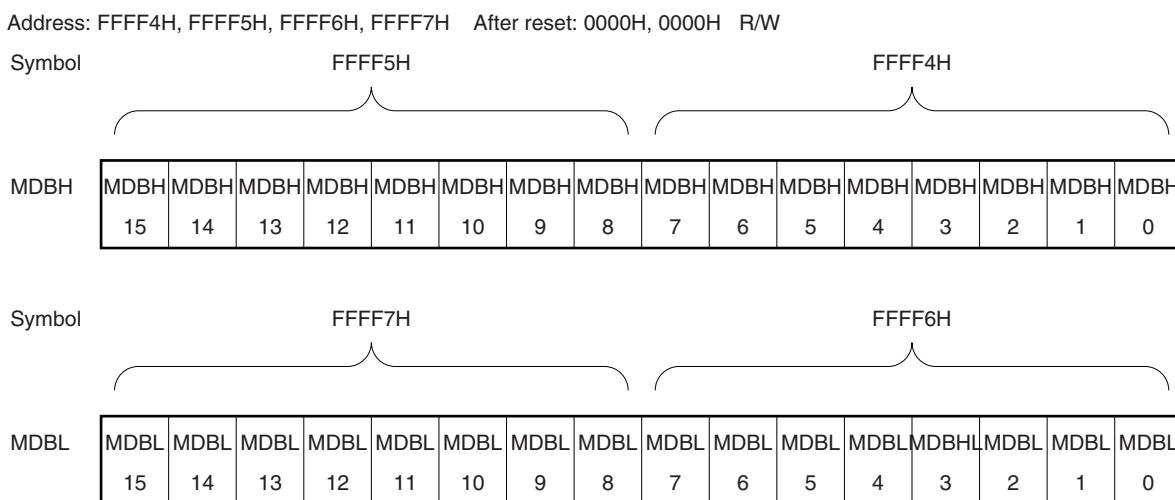 Address: FFFF4H, FFFF5H, FFFF6H, FFFF7H After reset: 0000H, 0000H R/W
Symbol FFFF5H FFFF4H
MDBH MDBH MDBH MDBH MDBH MDBH MDBH MDBH MDBH MDBH MDBH MDBH MDBH MDBH MDBH MDBH MDBH
15 14 13 12 11 10 9 8 7 6 5 4 3 2 1 0
Symbol FFFF7H FFFF6H
MDBL MDBL MDBL MDBL MDBL MDBL MDBL MDBL MDBL MDBL MDBL MDBL MDBL MDBHL MDBL MDBL MDBL
15 14 13 12 11 10 9 8 7 6 5 4 3 2 1 0